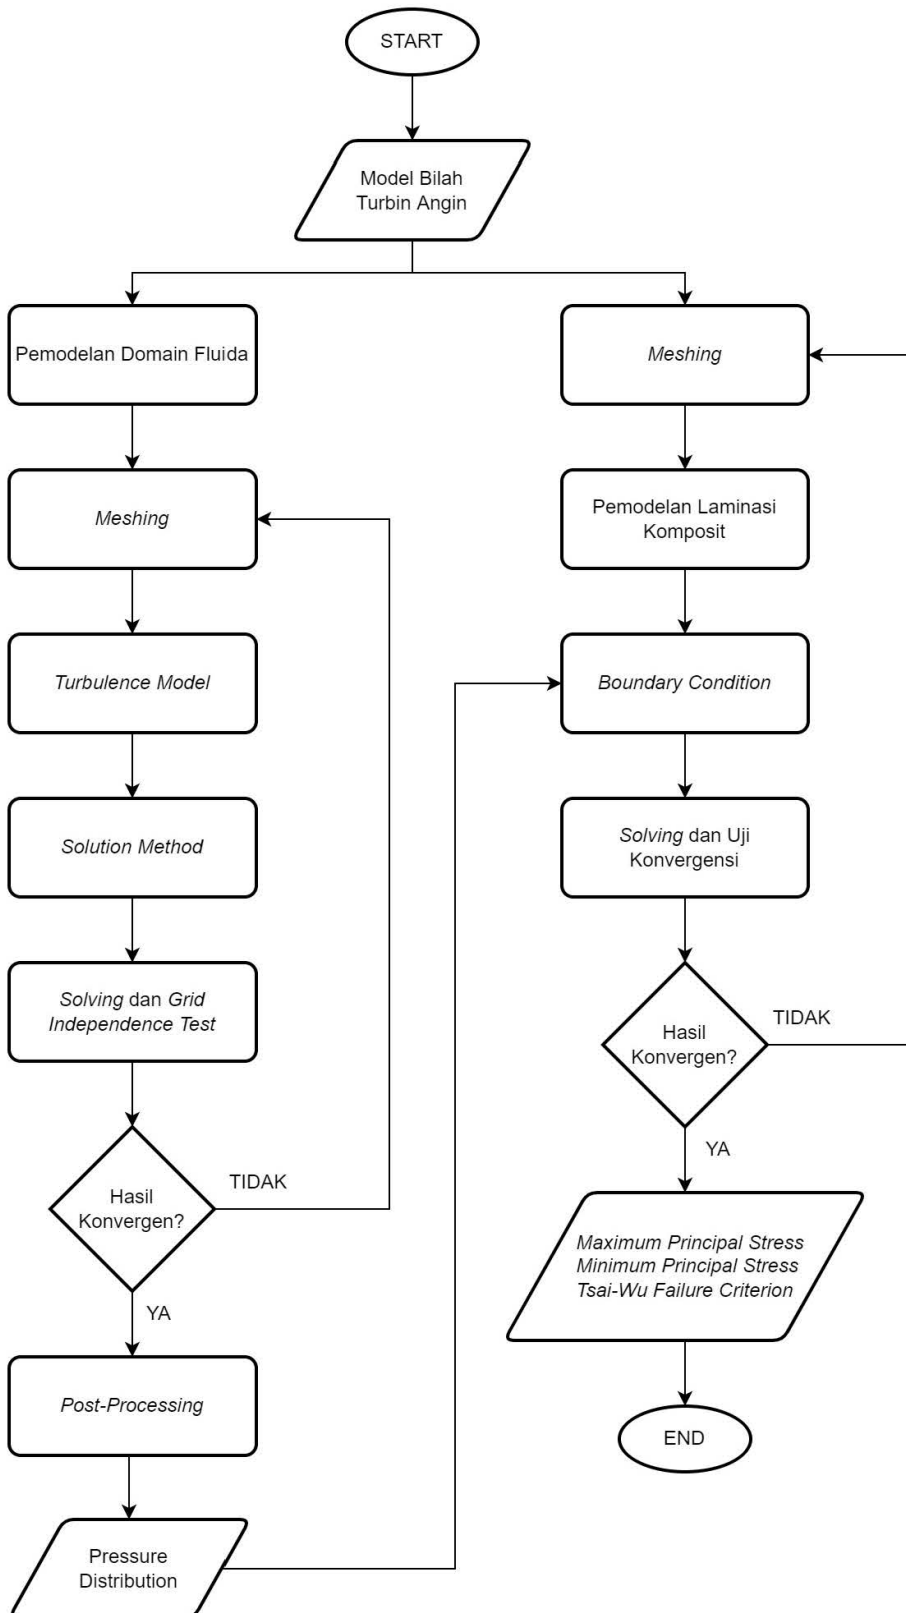 START
Model Bilah
Turbin Angin
Pemodelan Domain Fluida
Meshing
Turbulence Model
Solution Method
Solving dan Grid
Independence Test
Hasil
Konvergen?
TIDAK
YA
Post-Processing
Pressure
Distribution
Meshing
Pemodelan Laminasi
Komposit
Boundary Condition
Solving dan Uji
Konvergensi
Hasil
Konvergen?
TIDAK
YA
Maximum Principal Stress
Minimum Principal Stress
Tsai-Wu Failure Criterion
END